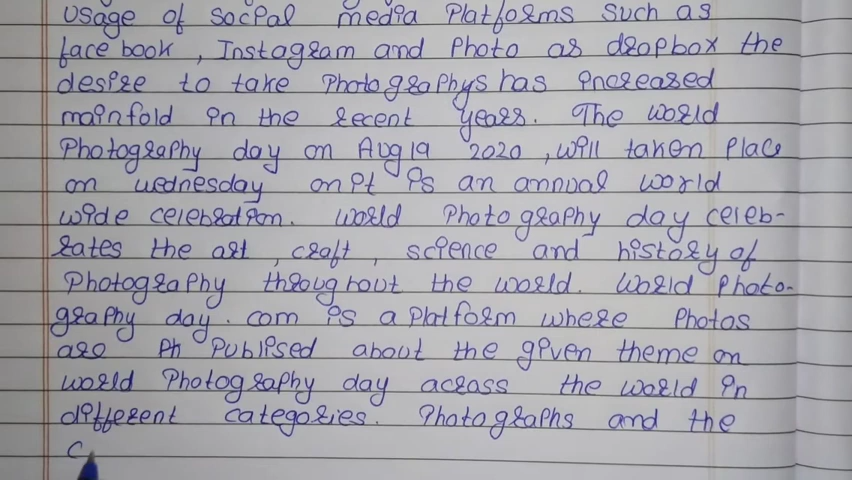 Usage of social media Platforms such as
face book , Instagram and Photo as dropbox the
desire to take Photographys has increased
mainfold in the recent years. The world
Photography day on Aug 19 2020 , will taken Place
on wednesday on it is an annual world
wide celebration. World Photography day celeb-
rates the art , craft , science and history of
Photography throughout the world. World Photo-
graphy day . com is a Platform where Photos
are in Publised about the given theme on
world Photography day across the world in
different categories. Photographs and the
c